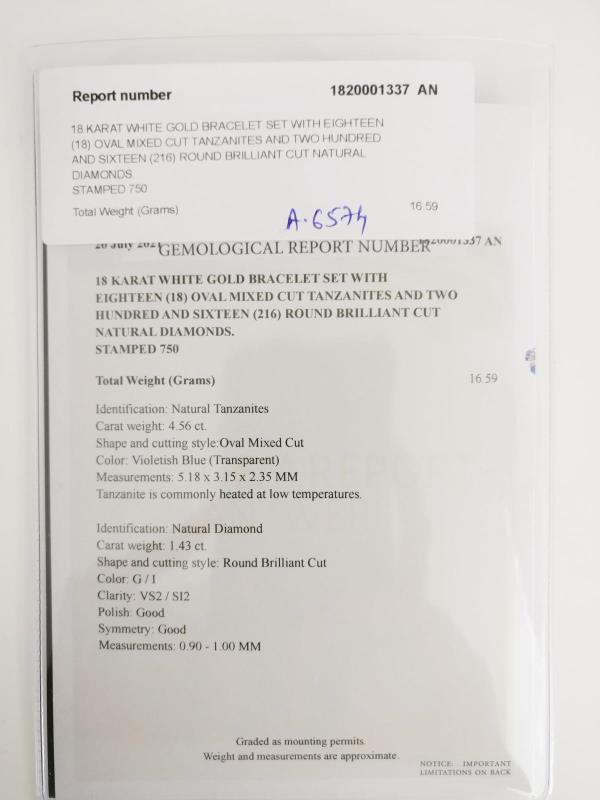 Report number 1820001337 AN
18 KARAT WHITE GOLD BRACELET SET WITH EIGHTEEN
(18) OVAL MIXED CUT TANZANITES AND TWO HUNDRED
AND SIXTEEN (216) ROUND BRILLIANT CUT NATURAL
DIAMONDS
STAMPED 750
Total Weight (Grams) 16.59
A.6574
GEMOLOGICAL REPORT NUMBER 1820001337 AN
18 KARAT WHITE GOLD BRACELET SET WITH
EIGHTEEN (18) OVAL MIXED CUT TANZANITES AND TWO
HUNDRED AND SIXTEEN (216) ROUND BRILLIANT CUT
NATURAL DIAMONDS.
STAMPED 750
Total Weight (Grams) 16.59
Identification: Natural Tanzanites
Carat weight: 4.56 ct.
Shape and cutting style:Oval Mixed Cut
Color: Violetish Blue (Transparent)
Measurements: 5.18 x 3.15 x 2.35 MM
Tanzanite is commonly heated at low temperatures.
Identification: Natural Diamond
Carat weight: 1.43 ct.
Shape and cutting style: Round Brilliant Cut
Color: G / I
Clarity: VS2 / SI2
Polish: Good
Symmetry: Good
Measurements: 0.90 - 1.00 MM
Graded as mounting permits.
Weight and measurements are approximate.
NOTICE: IMPORTANT
LIMITATIONS ON BACK